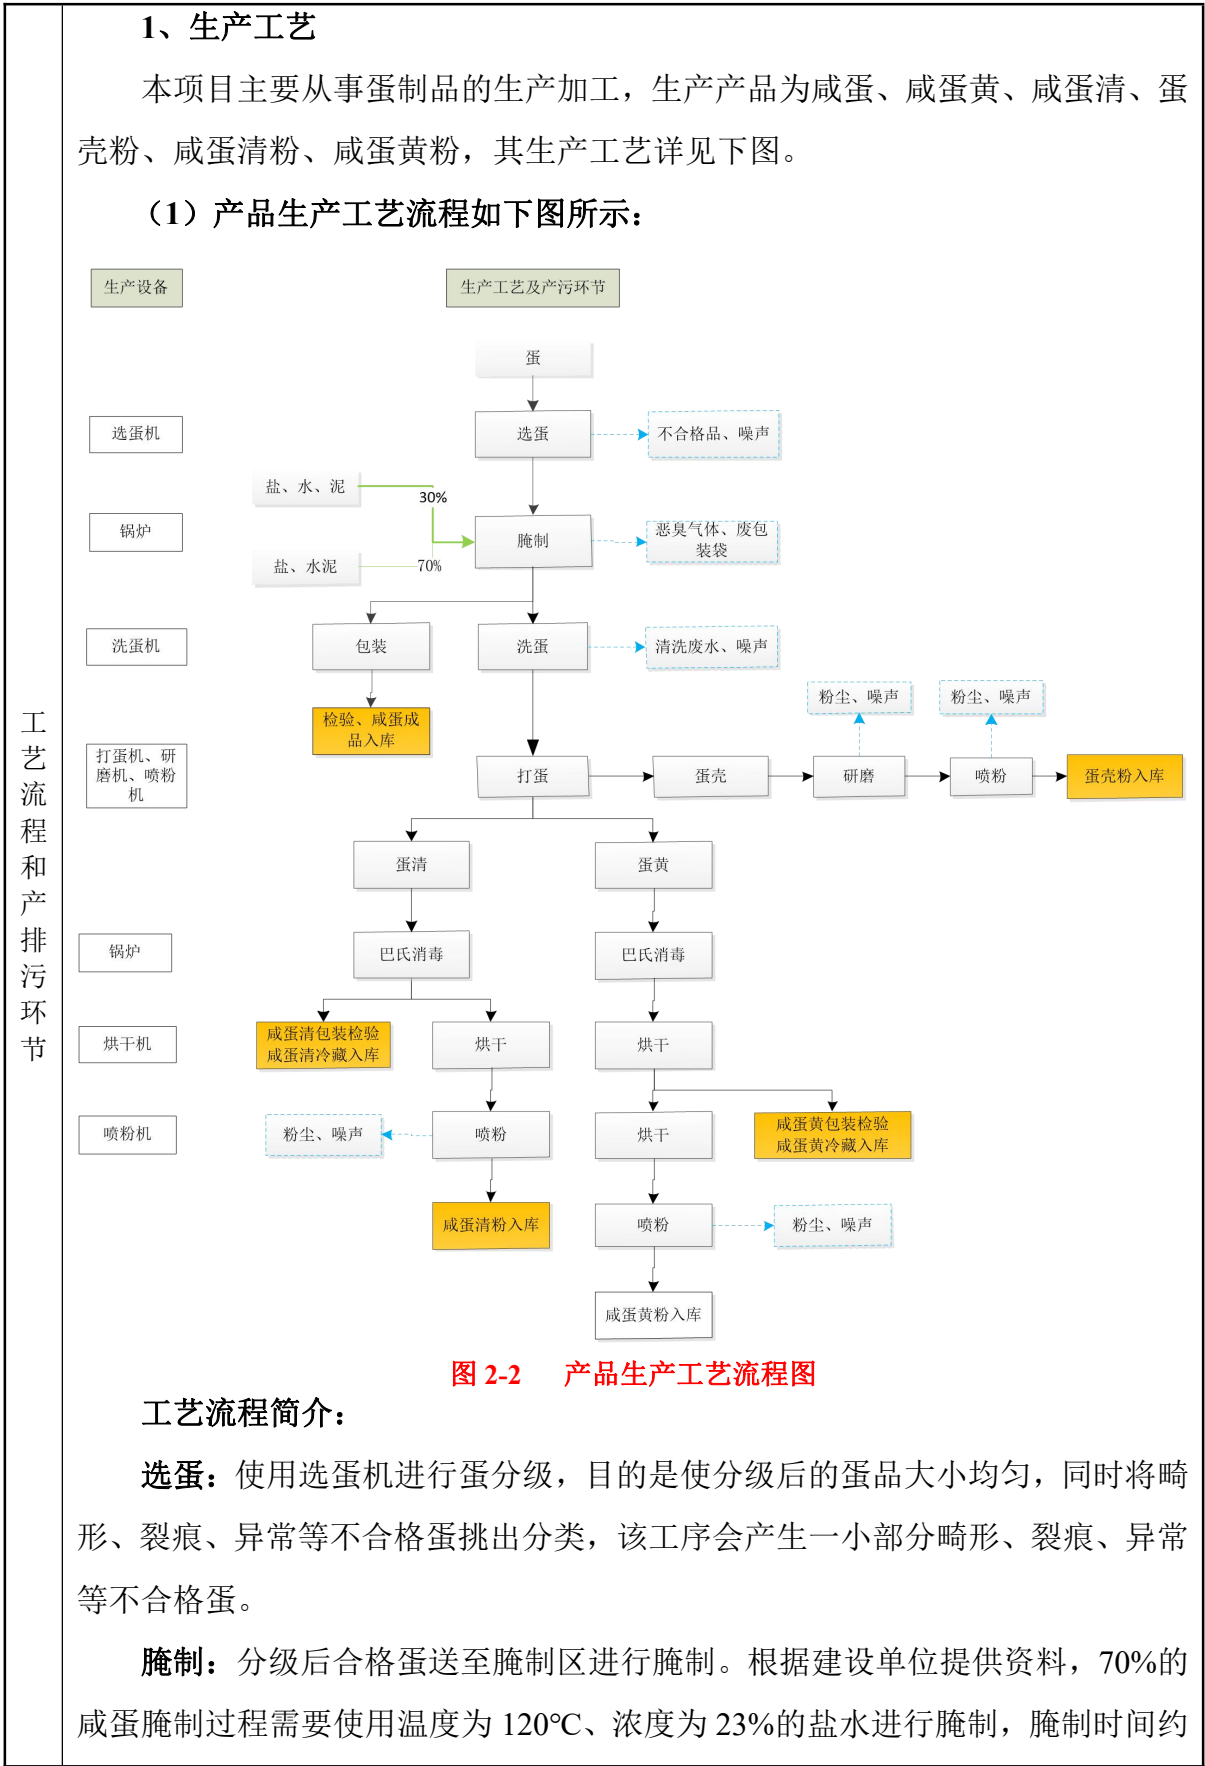 1、生产工艺
本项目主要从事蛋制品的生产加工，生产产品为咸蛋、咸蛋黄、咸蛋清、蛋
壳粉、咸蛋清粉、咸蛋黄粉，其生产工艺详见下图。
（1）产品生产工艺流程如下图所示：
生产设备
生产工艺及产污环节
蛋
选蛋机
选蛋
不合格品、噪声
盐、水、泥
30%
锅炉
腌制
恶臭气体、废包
装袋
盐、水泥
70%
洗蛋机
包装
洗蛋
清洗废水、噪声
粉尘、噪声
粉尘、噪声
检验、咸蛋成
品入库
打蛋机、研
磨机、喷粉
机
打蛋
蛋壳
研磨
喷粉
蛋壳粉入库
蛋清
蛋黄
锅炉
巴氏消毒
巴氏消毒
烘干机
咸蛋清包装检验
咸蛋清冷藏入库
烘干
烘干
喷粉机
粉尘、噪声
喷粉
烘干
咸蛋黄包装检验
咸蛋黄冷藏入库
咸蛋清粉入库
喷粉
粉尘、噪声
咸蛋黄粉入库
图 2-2 产品生产工艺流程图
工艺流程和产排污环节
工艺流程简介：
选蛋：使用选蛋机进行蛋分级，目的是使分级后的蛋品大小均匀，同时将畸
形、裂痕、异常等不合格蛋挑出分类，该工序会产生一小部分畸形、裂痕、异常
等不合格蛋。
腌制：分级后合格蛋送至腌制区进行腌制。根据建设单位提供资料，70%的
咸蛋腌制过程需要使用温度为 120℃、浓度为 23%的盐水进行腌制，腌制时间约